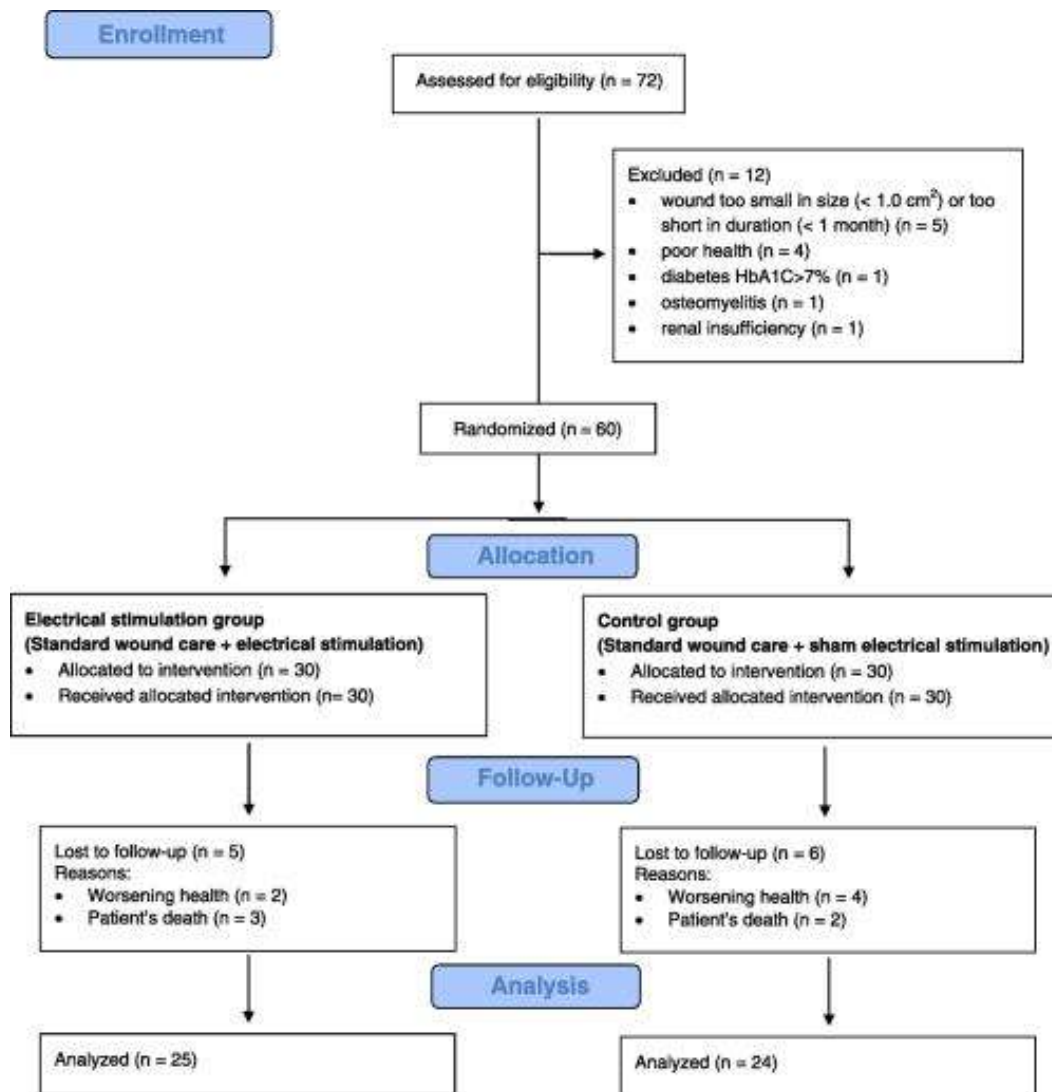 Enrollment
Assessed for eligibility (n = 72)
Excluded (n = 12)
• wound too small in size (< 1.0 cm²) or too
short in duration (< 1 month) (n = 5)
• poor health (n = 4)
• diabetes HbA1C>7% (n = 1)
• osteomyelitis (n = 1)
• renal insufficiency (n = 1)
Randomized (n = 60)
Allocation
Electrical stimulation group
(Standard wound care + electrical stimulation)
• Allocated to intervention (n = 30)
• Received allocated intervention (n= 30)
Control group
(Standard wound care + sham electrical stimulation)
• Allocated to intervention (n = 30)
• Received allocated intervention (n = 30)
Follow-Up
Lost to follow-up (n = 5)
Reasons:
• Worsening health (n = 2)
• Patient's death (n = 3)
Lost to follow-up (n = 6)
Reasons:
• Worsening health (n = 4)
• Patient's death (n = 2)
Analysis
Analyzed (n = 25)
Analyzed (n = 24)